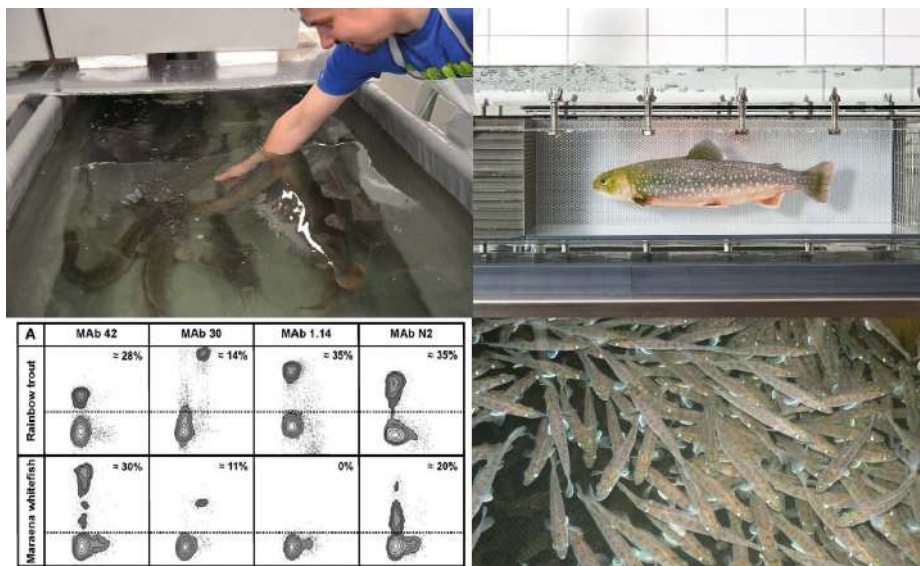 A MAb 42 MAb 30 MAb 1.14 MAb N2
Rainbow trout
≈ 28% ≈ 14% ≈ 35% ≈ 35%
Maraena whitefish
≈ 30% ≈ 11% 0% ≈ 20%